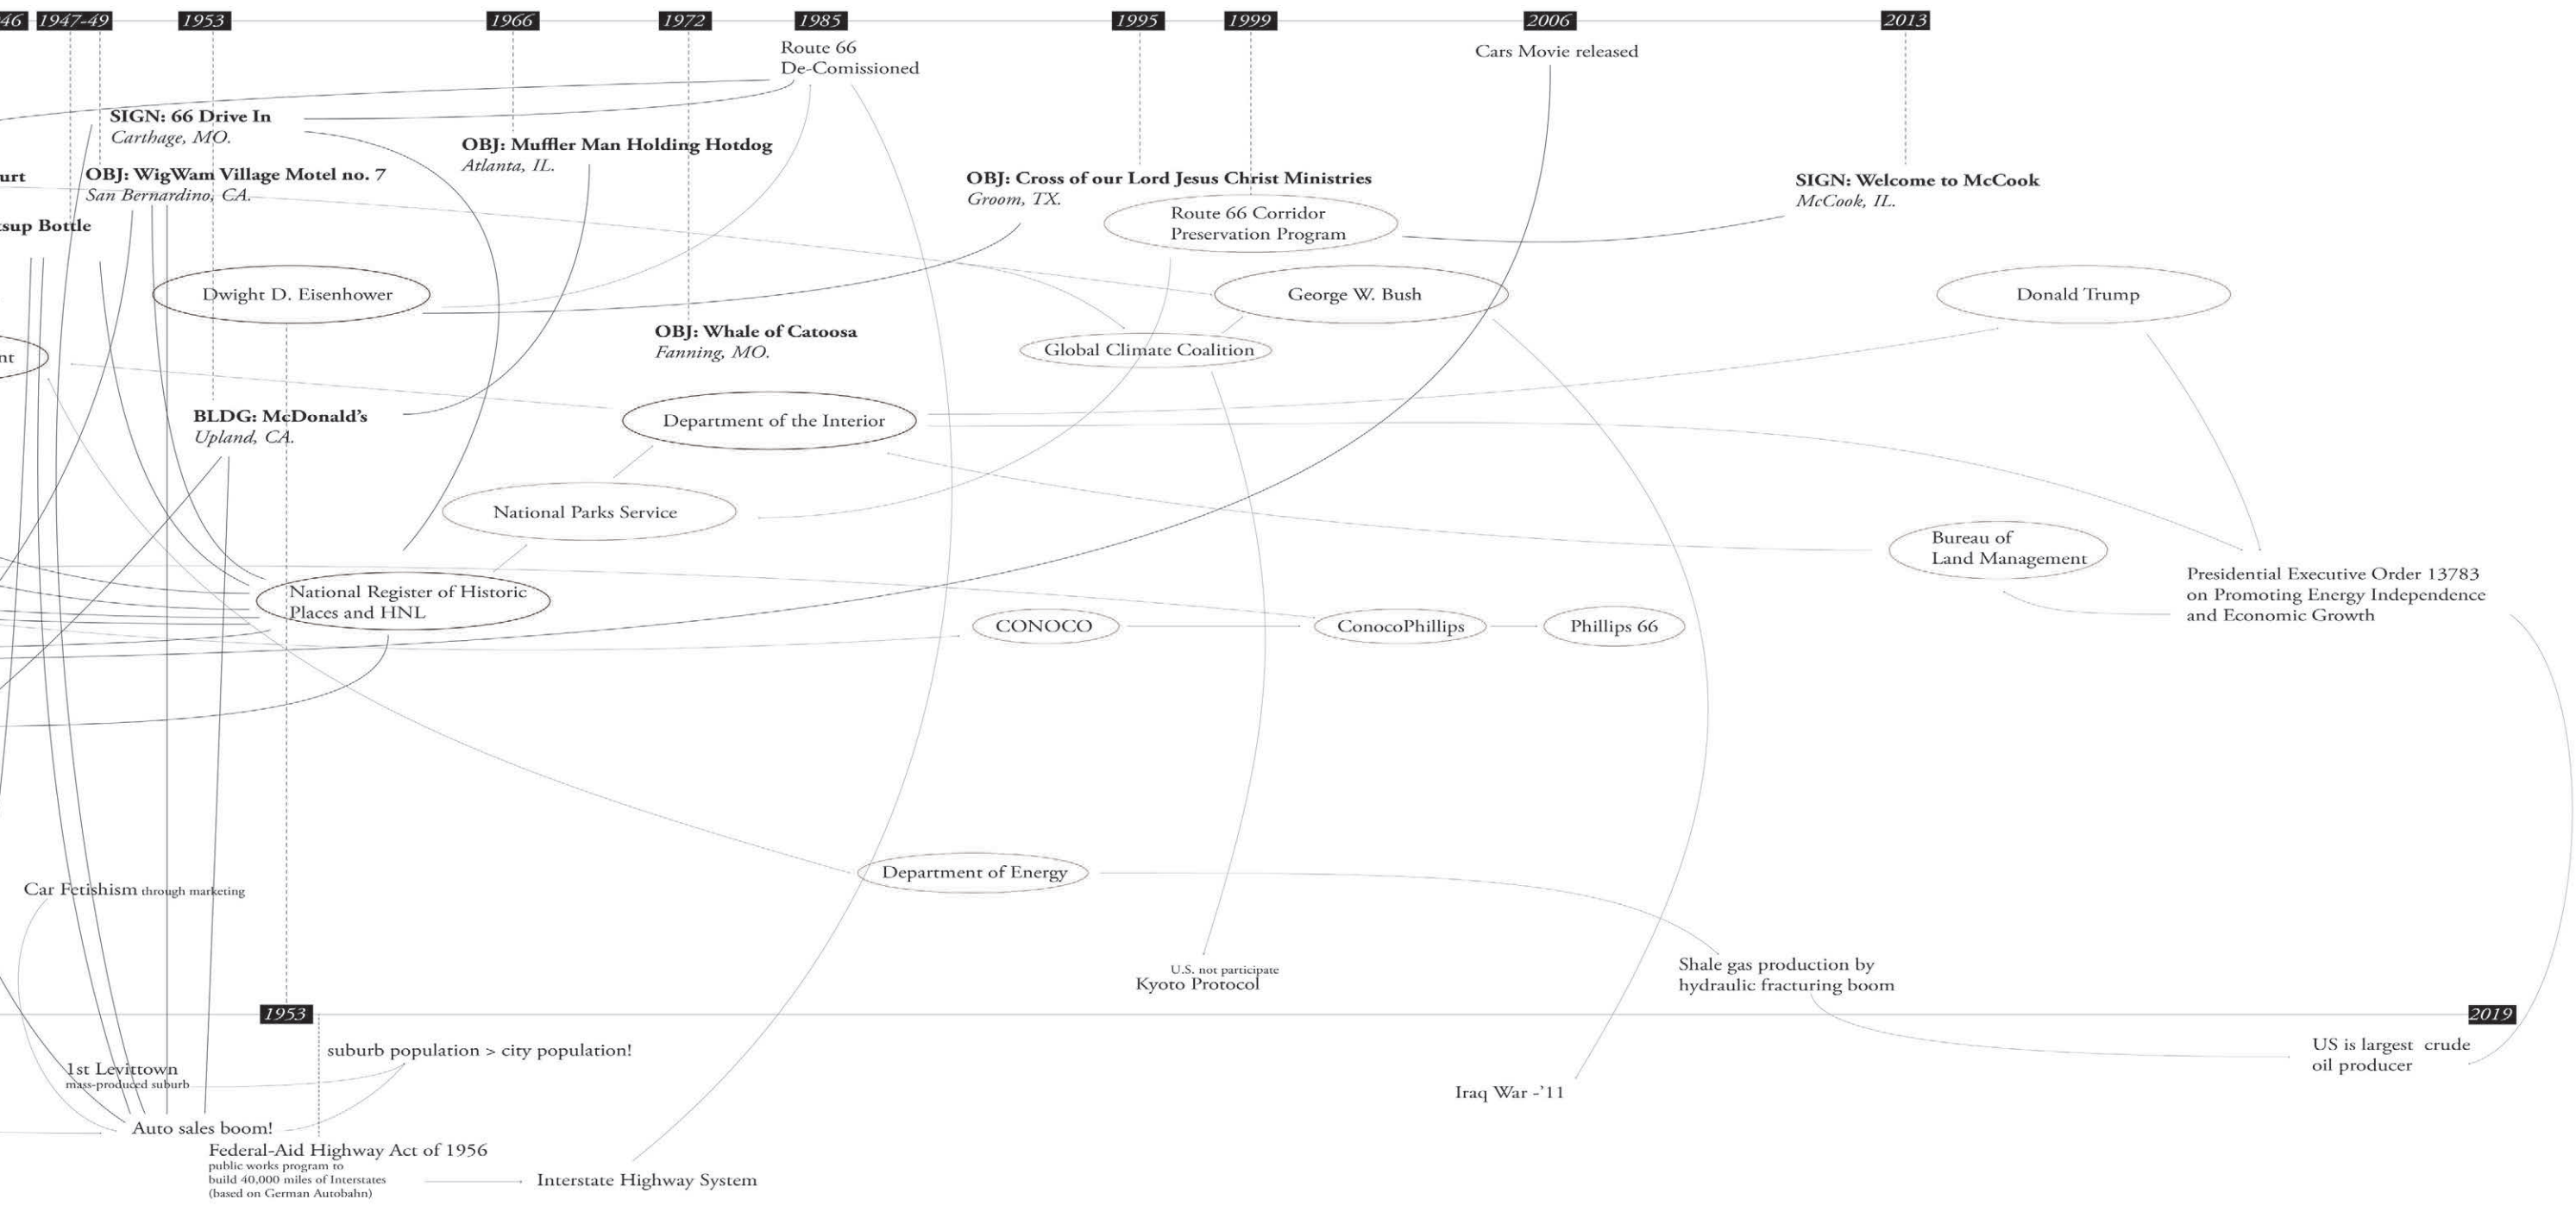 46
1947-49
1953
1966
1972
1985
1995
1999
2006
2013
Route 66
De-Comissioned
Cars Movie released
SIGN: 66 Drive In
Carthage, MO.
OBJ: Muffler Man Holding Hotdog
Atlanta, IL.
urt
OBJ: WigWam Village Motel no. 7
San Bernardino, CA.
OBJ: Cross of our Lord Jesus Christ Ministries
Groom, TX.
SIGN: Welcome to McCook
McCook, IL.
tsup Bottle
Route 66 Corridor
Preservation Program
Dwight D. Eisenhower
George W. Bush
Donald Trump
OBJ: Whale of Catoosa
Fanning, MO.
nt
Global Climate Coalition
BLDG: McDonald's
Upland, CA.
Department of the Interior
National Parks Service
Bureau of
Land Management
Presidential Executive Order 13783
on Promoting Energy Independence
and Economic Growth
National Register of Historic
Places and HNL
CONOCO
ConocoPhillips
Phillips 66
Department of Energy
Car Fetishism through marketing
U.S. not participate
Kyoto Protocol
Shale gas production by
hydraulic fracturing boom
1953
2019
suburb population > city population!
US is largest crude
oil producer
1st Levittown
mass-produced suburb
Iraq War -'11
Auto sales boom!
Federal-Aid Highway Act of 1956
public works program to
build 40,000 miles of Interstates
(based on German Autobahn)
Interstate Highway System